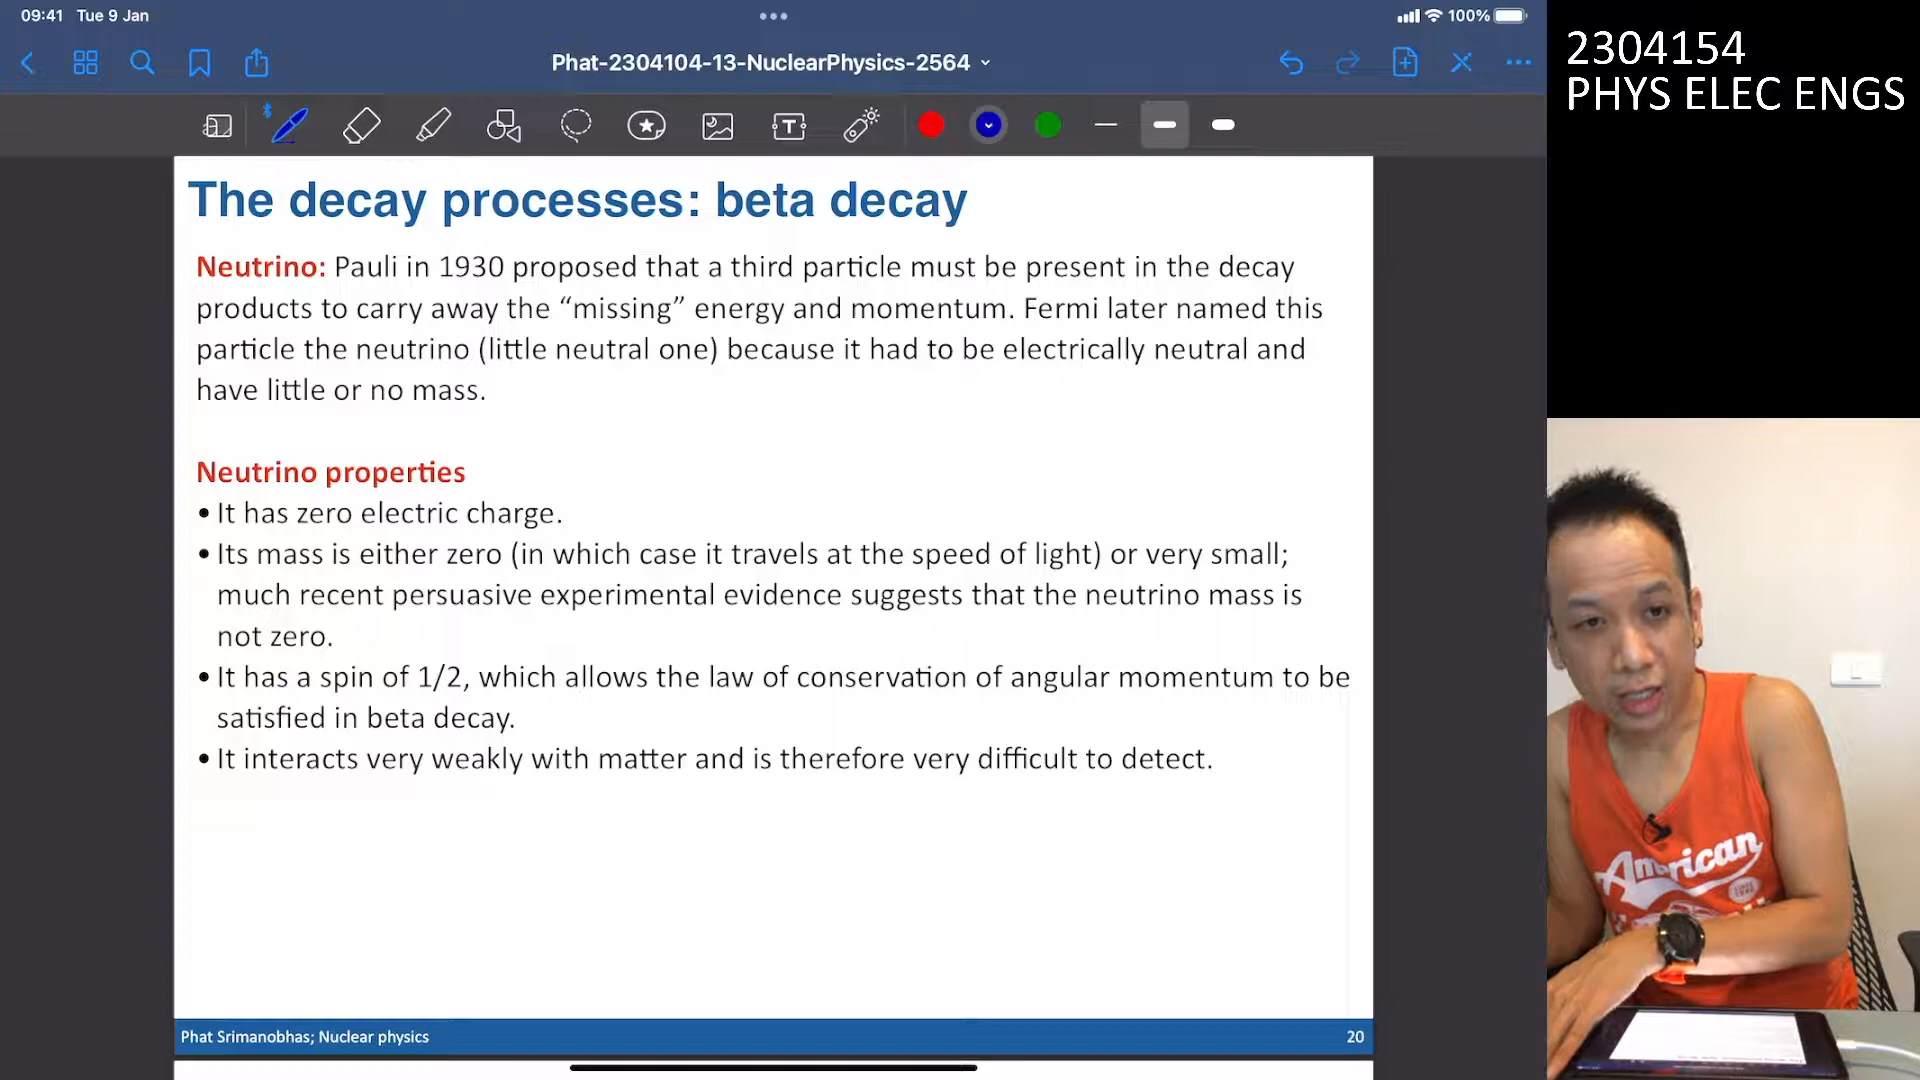 09:41 Tue 9 Jan
100%
Phat-2304104-13-NuclearPhysics-2564
T
2304154
PHYS ELEC ENGS
The decay processes: beta decay
Neutrino: Pauli in 1930 proposed that a third particle must be present in the decay
products to carry away the “missing” energy and momentum. Fermi later named this
particle the neutrino (little neutral one) because it had to be electrically neutral and
have little or no mass.
Neutrino properties
• It has zero electric charge.
• Its mass is either zero (in which case it travels at the speed of light) or very small;
much recent persuasive experimental evidence suggests that the neutrino mass is
not zero.
• It has a spin of 1/2, which allows the law of conservation of angular momentum to be
satisfied in beta decay.
• It interacts very weakly with matter and is therefore very difficult to detect.
Phat Srimanobhas; Nuclear physics
20
American